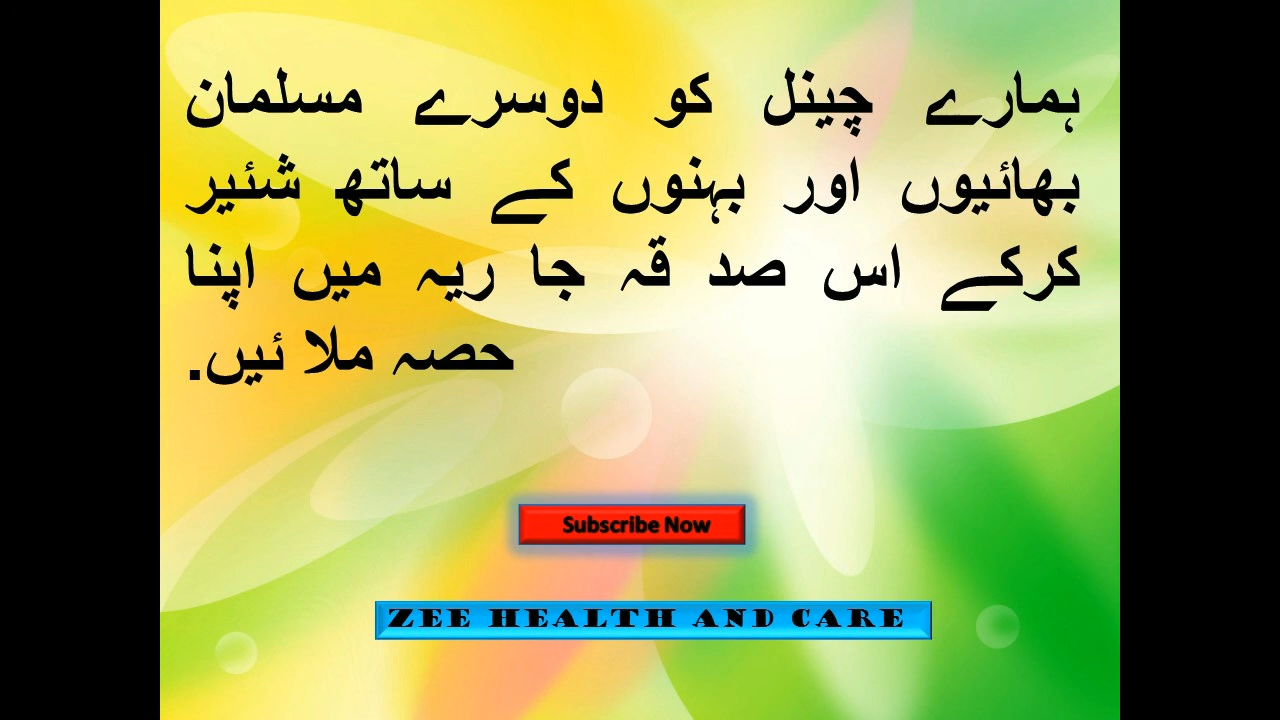 ہمارے چینل کو دوسرے مسلمان
بھائیوں اور بہنوں کے ساتھ شئیر
کرکے اس صد قہ جا ریہ میں اپنا
حصہ ملا ئیں.
Subscribe Now
ZEE HEALTH AND CARE